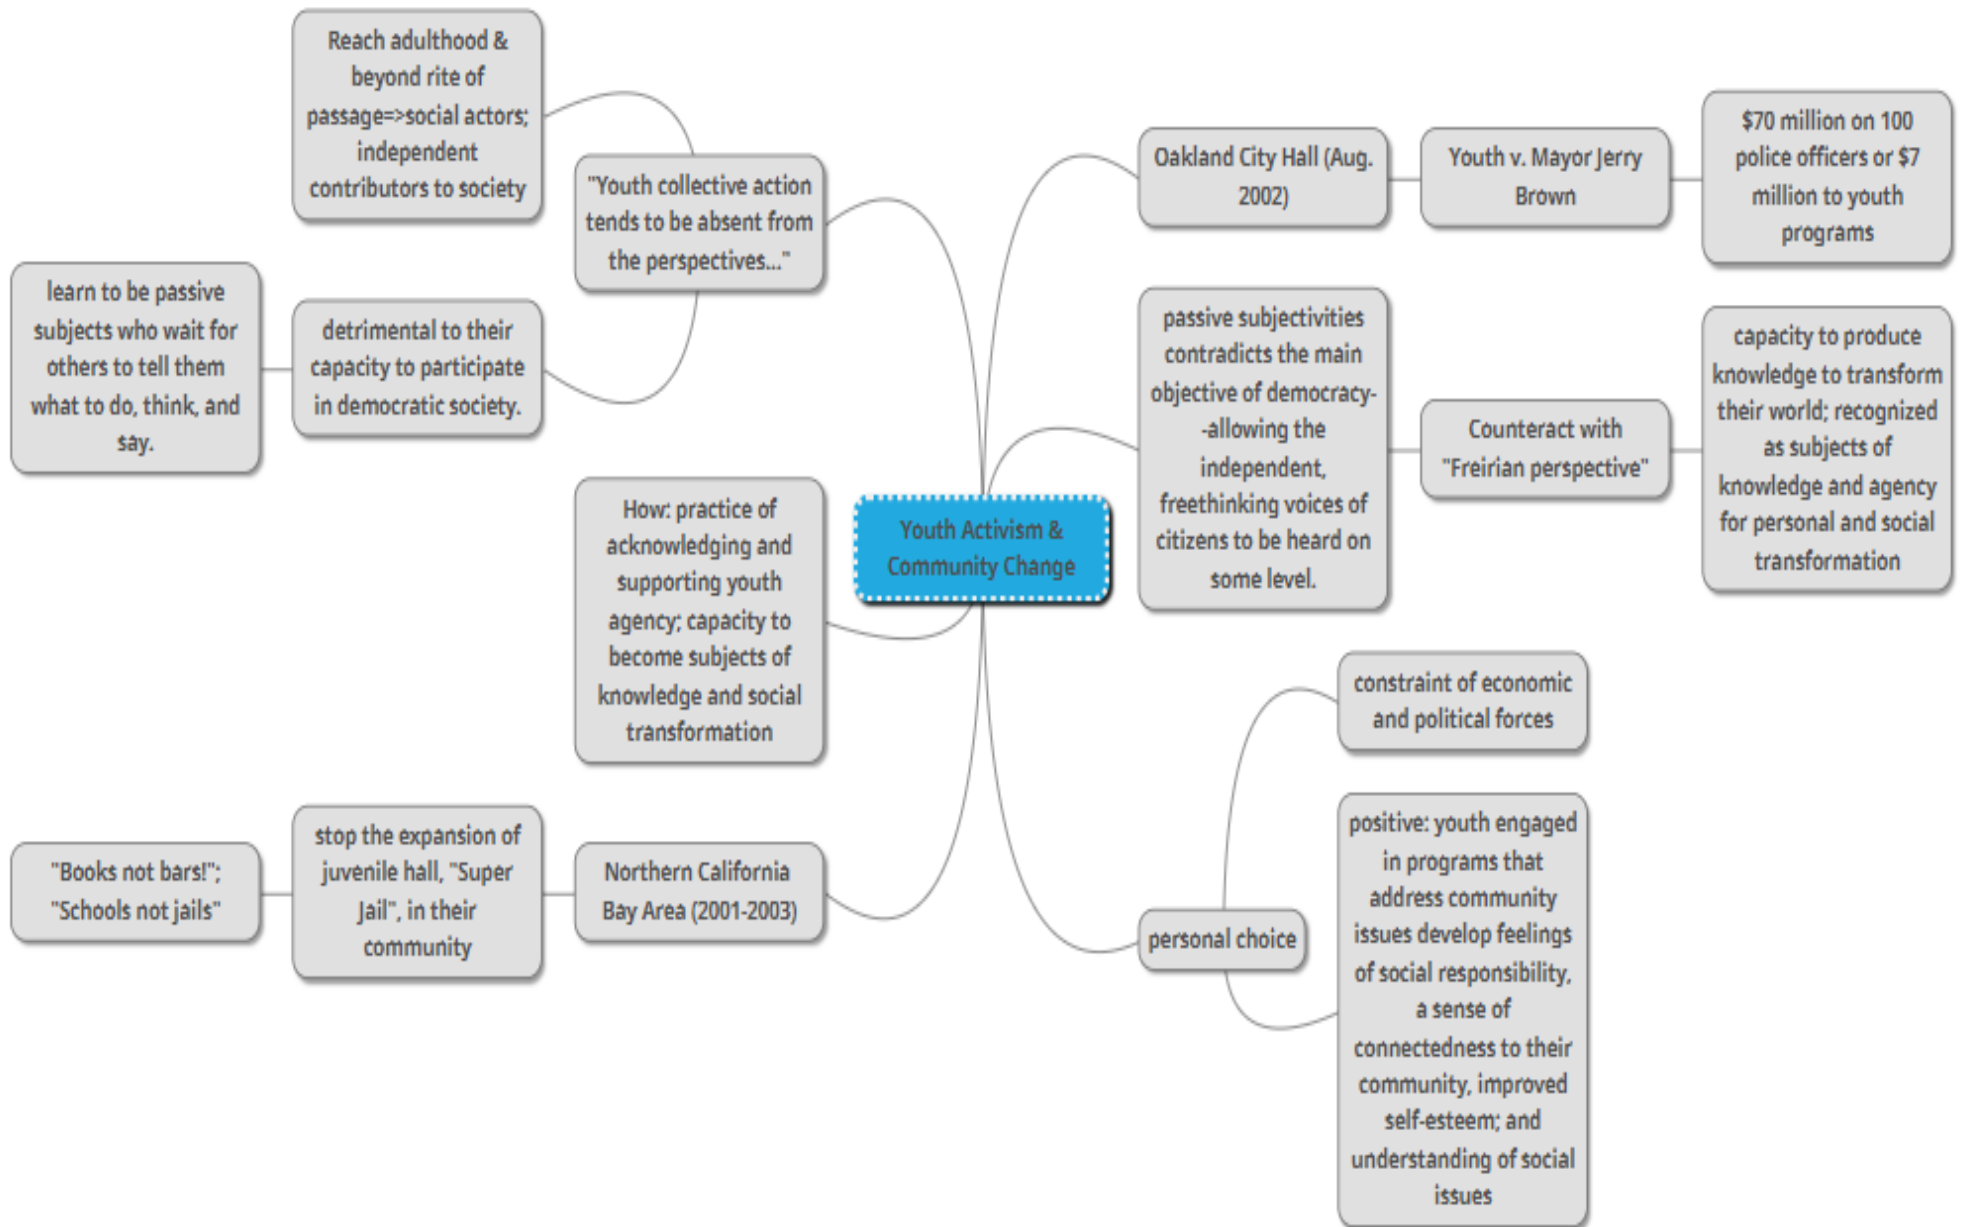 Youth Activism &
Community Change
Reach adulthood &
beyond rite of
passage=>social actors;
independent
contributors to society
"Youth collective action
tends to be absent from
the perspectives..."
learn to be passive
subjects who wait for
others to tell them
what to do, think, and
say.
detrimental to their
capacity to participate
in democratic society.
How: practice of
acknowledging and
supporting youth
agency; capacity to
become subjects of
knowledge and social
transformation
"Books not bars!";
"Schools not jails"
stop the expansion of
juvenile hall, "Super
Jail", in their
community
Northern California
Bay Area (2001-2003)
Oakland City Hall (Aug.
2002)
Youth v. Mayor Jerry
Brown
$70 million on 100
police officers or $7
million to youth
programs
passive subjectivities
contradicts the main
objective of democracy-
-allowing the
independent,
freethinking voices of
citizens to be heard on
some level.
Counteract with
"Freirian perspective"
capacity to produce
knowledge to transform
their world; recognized
as subjects of
knowledge and agency
for personal and social
transformation
personal choice
constraint of economic
and political forces
positive: youth engaged
in programs that
address community
issues develop feelings
of social responsibility,
a sense of
connectedness to their
community, improved
self-esteem; and
understanding of social
issues